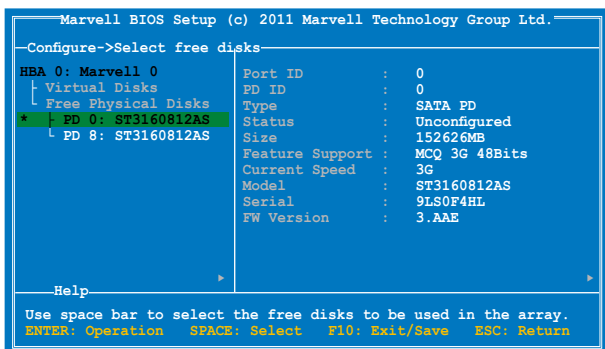 Marvell BIOS Setup (c) 2011 Marvell Technology Group Ltd.
Configure->Select free disks
HBA 0: Marvell 0
Virtual Disks
Free Physical Disks
* PD 0: ST3160812AS
PD 8: ST3160812AS
Port ID : 0
PD ID : 0
Type : SATA PD
Status : Unconfigured
Size : 152626MB
Feature Support : MCQ 3G 48Bits
Current Speed : 3G
Model : ST3160812AS
Serial : 9LS0F4HL
FW Version : 3.AAE
Help
Use space bar to select the free disks to be used in the array.
ENTER: Operation SPACE: Select F10: Exit/Save ESC: Return